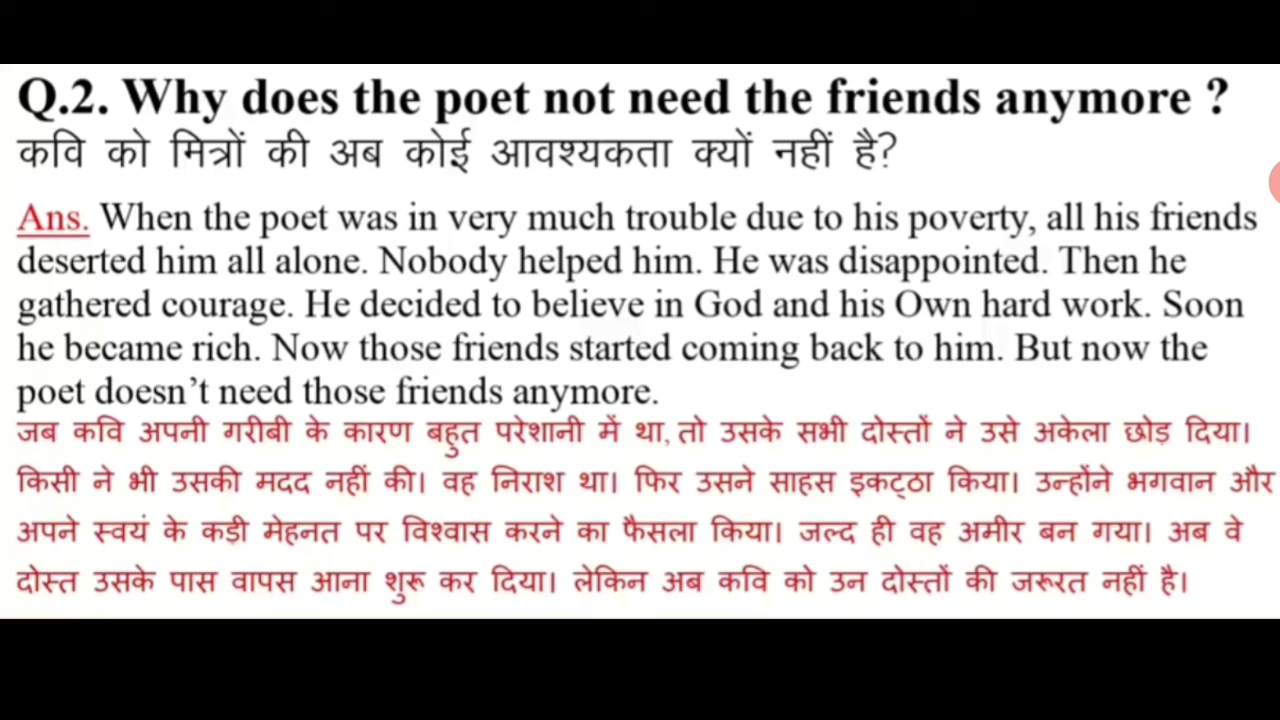 Q.2. Why does the poet not need the friends anymore ?
कवि को मित्रों की अब कोई आवश्यकता क्यों नहीं है?
Ans. When the poet was in very much trouble due to his poverty, all his friends
deserted him all alone. Nobody helped him. He was disappointed. Then he
gathered courage. He decided to believe in God and his Own hard work. Soon
he became rich. Now those friends started coming back to him. But now the
poet doesn’t need those friends anymore.
जब कवि अपनी गरीबी के कारण बहुत परेशानी में था, तो उसके सभी दोस्तों ने उसे अकेला छोड़ दिया।
किसी ने भी उसकी मदद नहीं की। वह निराश था। फिर उसने साहस इकट्ठा किया। उन्होंने भगवान और
अपने स्वयं के कड़ी मेहनत पर विश्वास करने का फैसला किया। जल्द ही वह अमीर बन गया। अब वे
दोस्त उसके पास वापस आना शुरू कर दिया। लेकिन अब कवि को उन दोस्तों की जरूरत नहीं है।